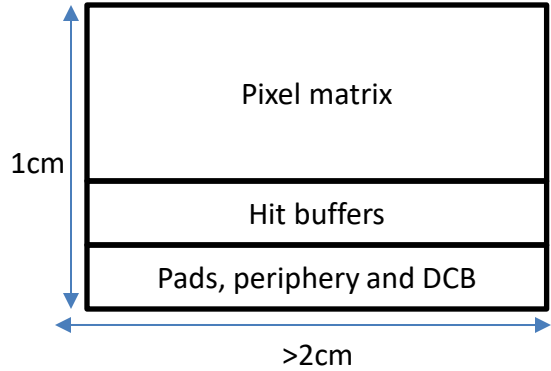 Pixel matrix
1cm
Hit buffers
Pads, periphery and DCB
>2cm